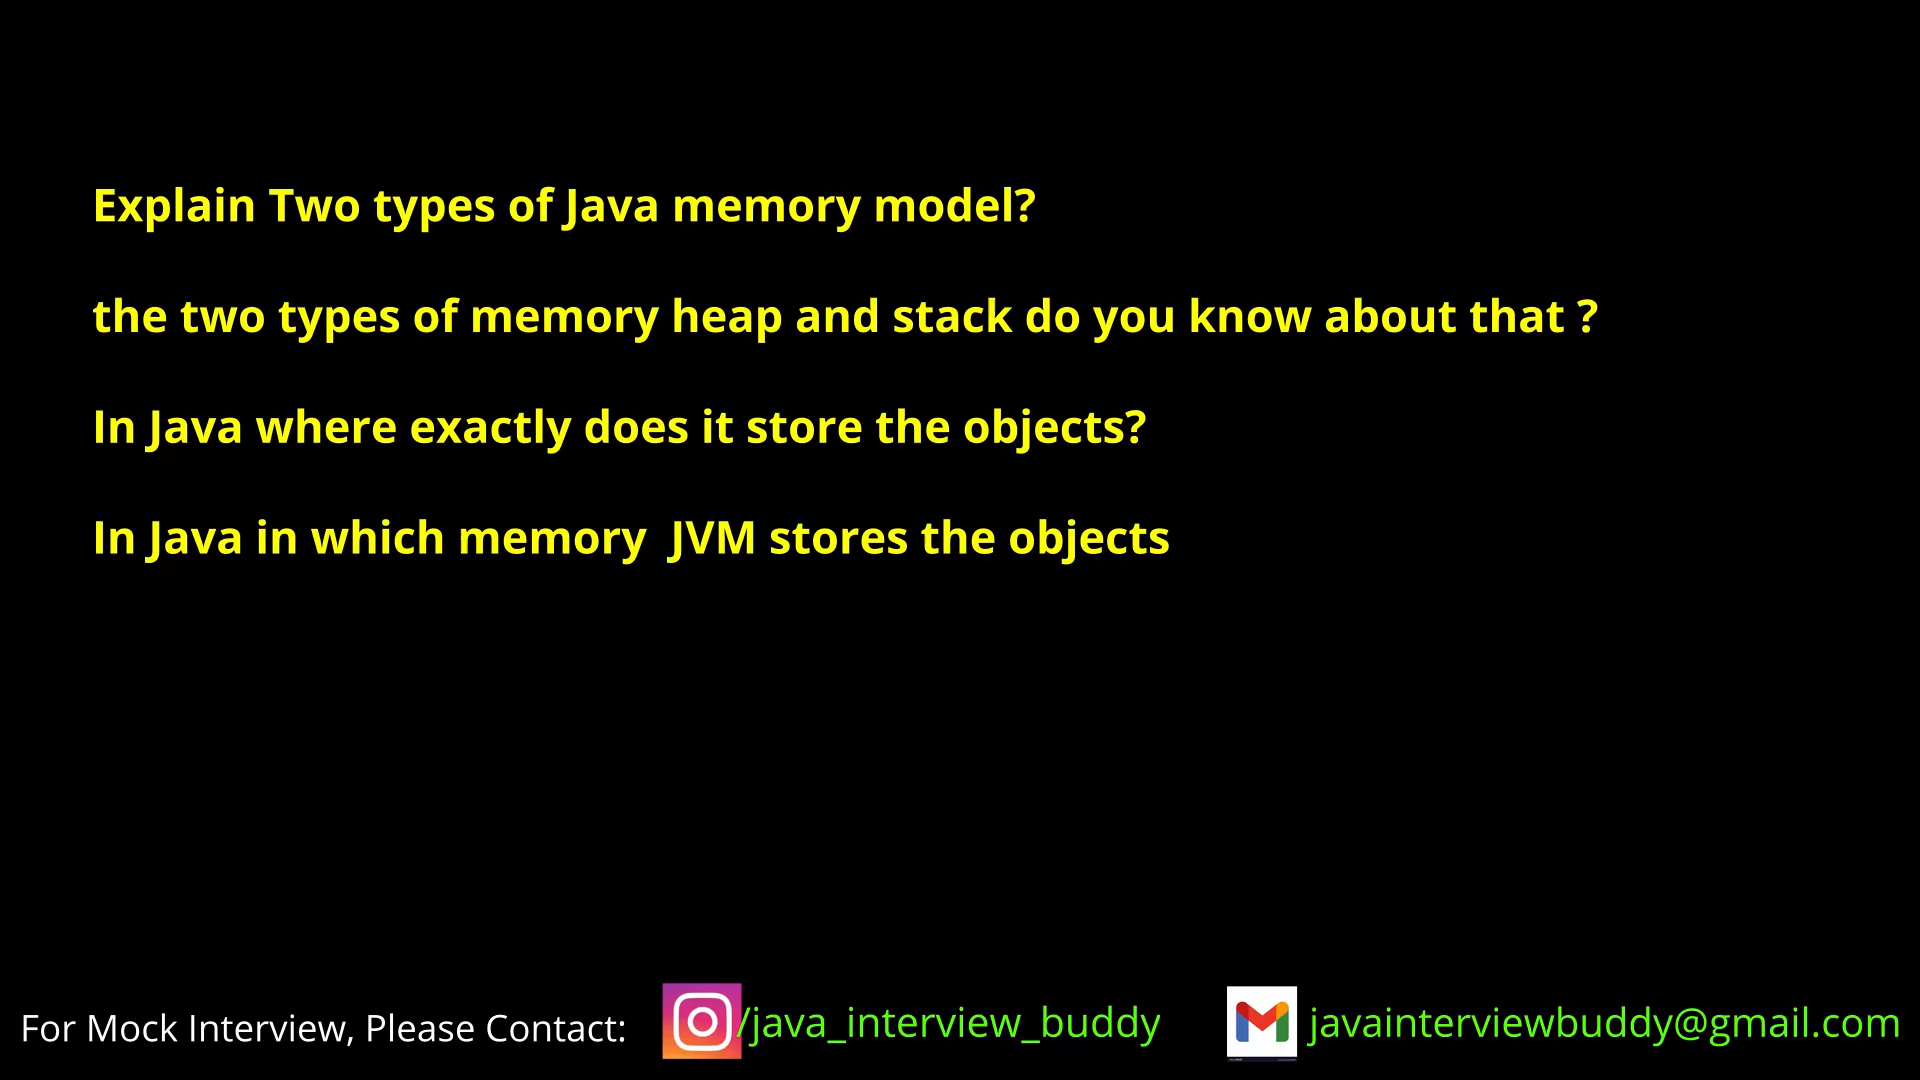 Explain Two types of Java memory model?
the two types of memory heap and stack do you know about that ?
In Java where exactly does it store the objects?
In Java in which memory  JVM stores the objects
For Mock Interview, Please Contact: /java_interview_buddy javainterviewbuddy@gmail.com